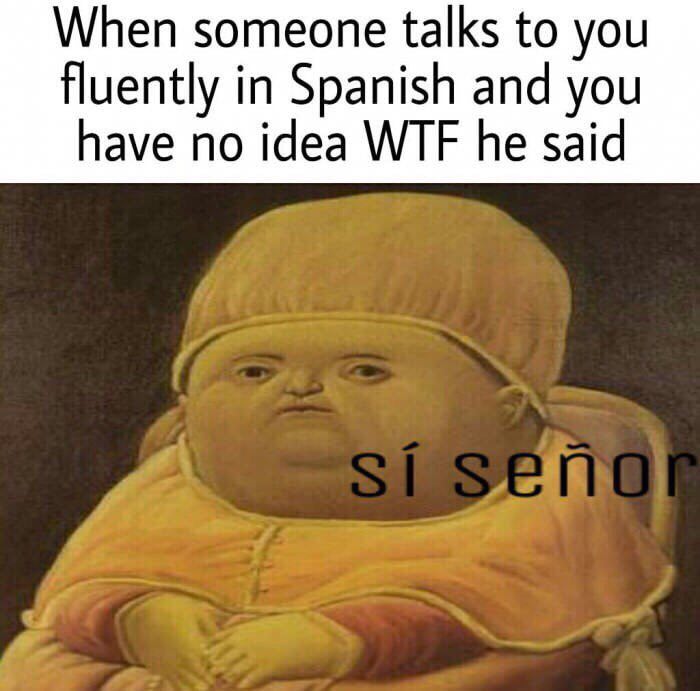 When someone talks to you
fluently in Spanish and you
have no idea WTF he said
sí señor